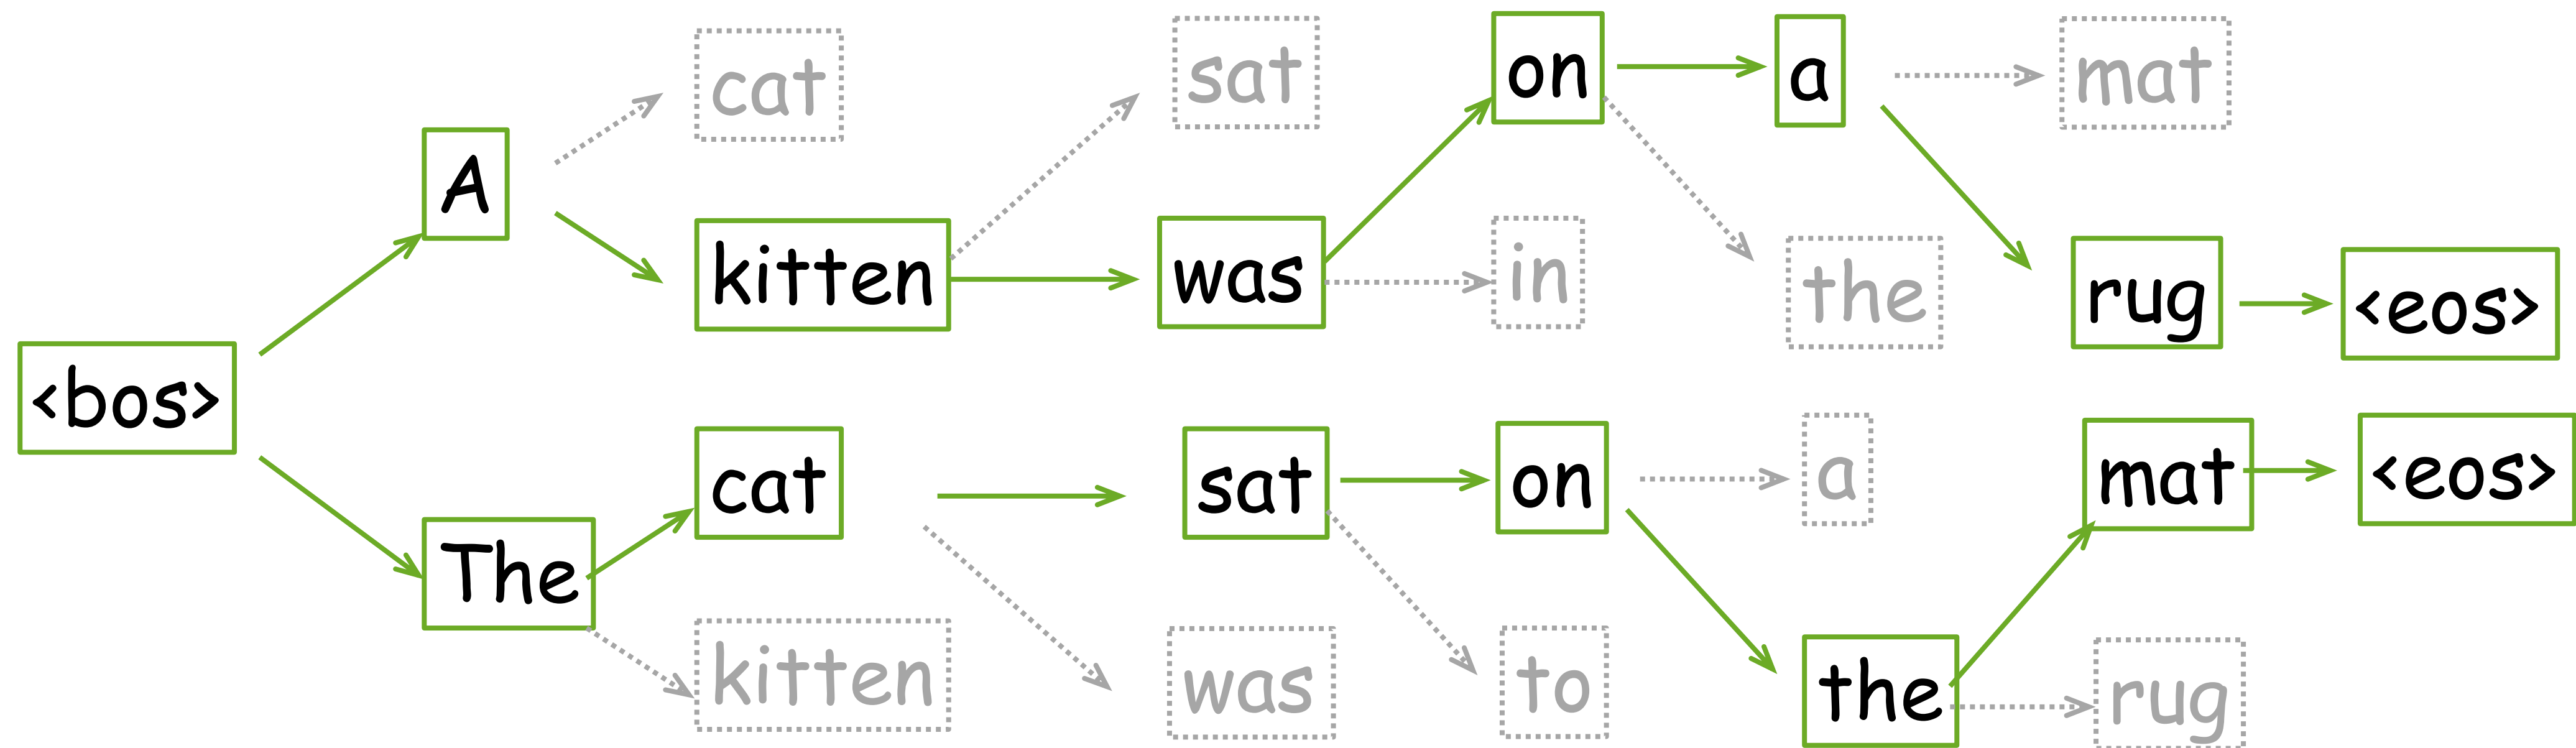 cat sat on a mat
A
kitten was in the rug <eos>
<bos>
cat sat on a mat <eos>
The
kitten was to the rug